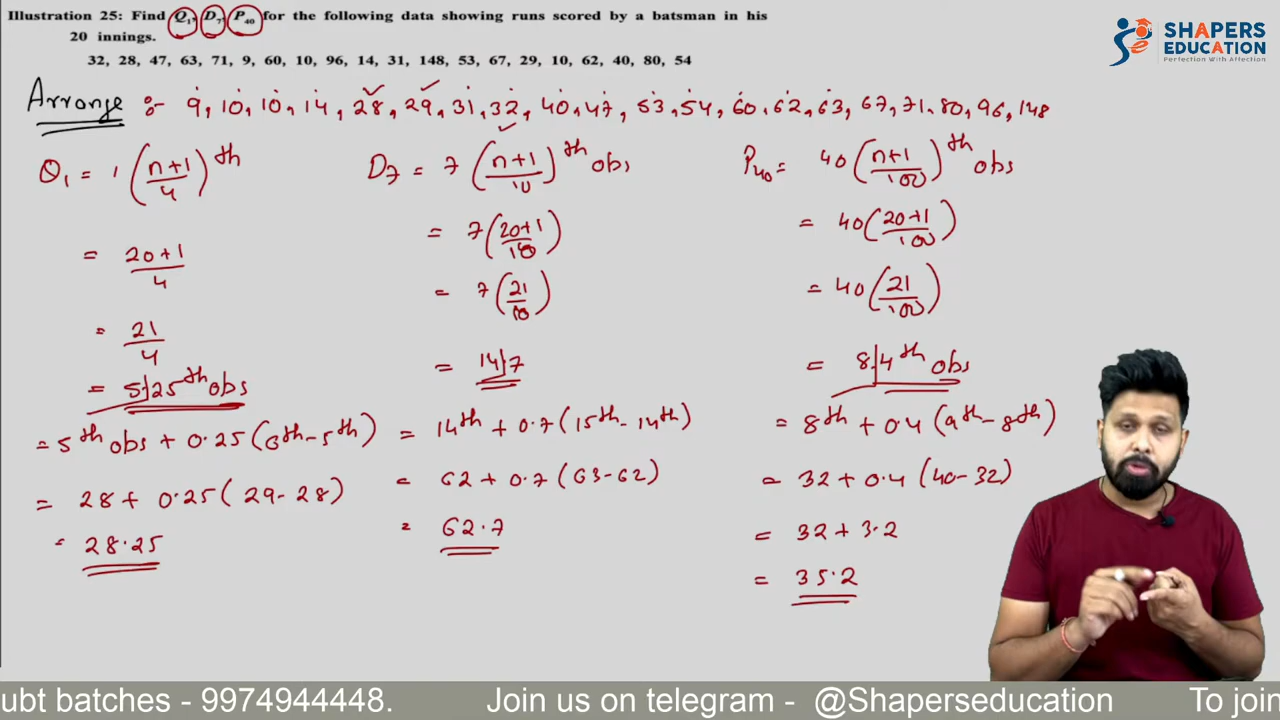 Illustration 25: Find Q1, D7, P40 for the following data showing runs scored by a batsman in his
20 innings.
32, 28, 47, 63, 71, 9, 60, 10, 96, 14, 31, 148, 53, 67, 29, 10, 62, 40, 80, 54
SHAPERS
EDUCATION
Perfection With Affection
Arrange :- 9, 10, 10, 14, 28, 29, 31, 32, 40, 47, 53, 54, 60, 62, 63, 67, 71, 80, 96, 148
Q1 = 1 (n+1/4)th
= 20+1/4
= 21/4
= 5.25th obs
= 5th obs + 0.25 (6th - 5th)
= 28 + 0.25 (29 - 28)
= 28.25
D7 = 7 (n+1/10)th obs
= 7 (20+1/10)
= 7 (21/10)
= 14.7
= 14th + 0.7 (15th - 14th)
= 62 + 0.7 (63 - 62)
= 62.7
P40 = 40 (n+1/100)th obs
= 40 (20+1/100)
= 40 (21/100)
= 8.4th obs
= 8th + 0.4 (9th - 8th)
= 32 + 0.4 (40 - 32)
= 32 + 3.2
= 35.2
ubt batches - 9974944448. Join us on telegram - @Shaperseducation To join